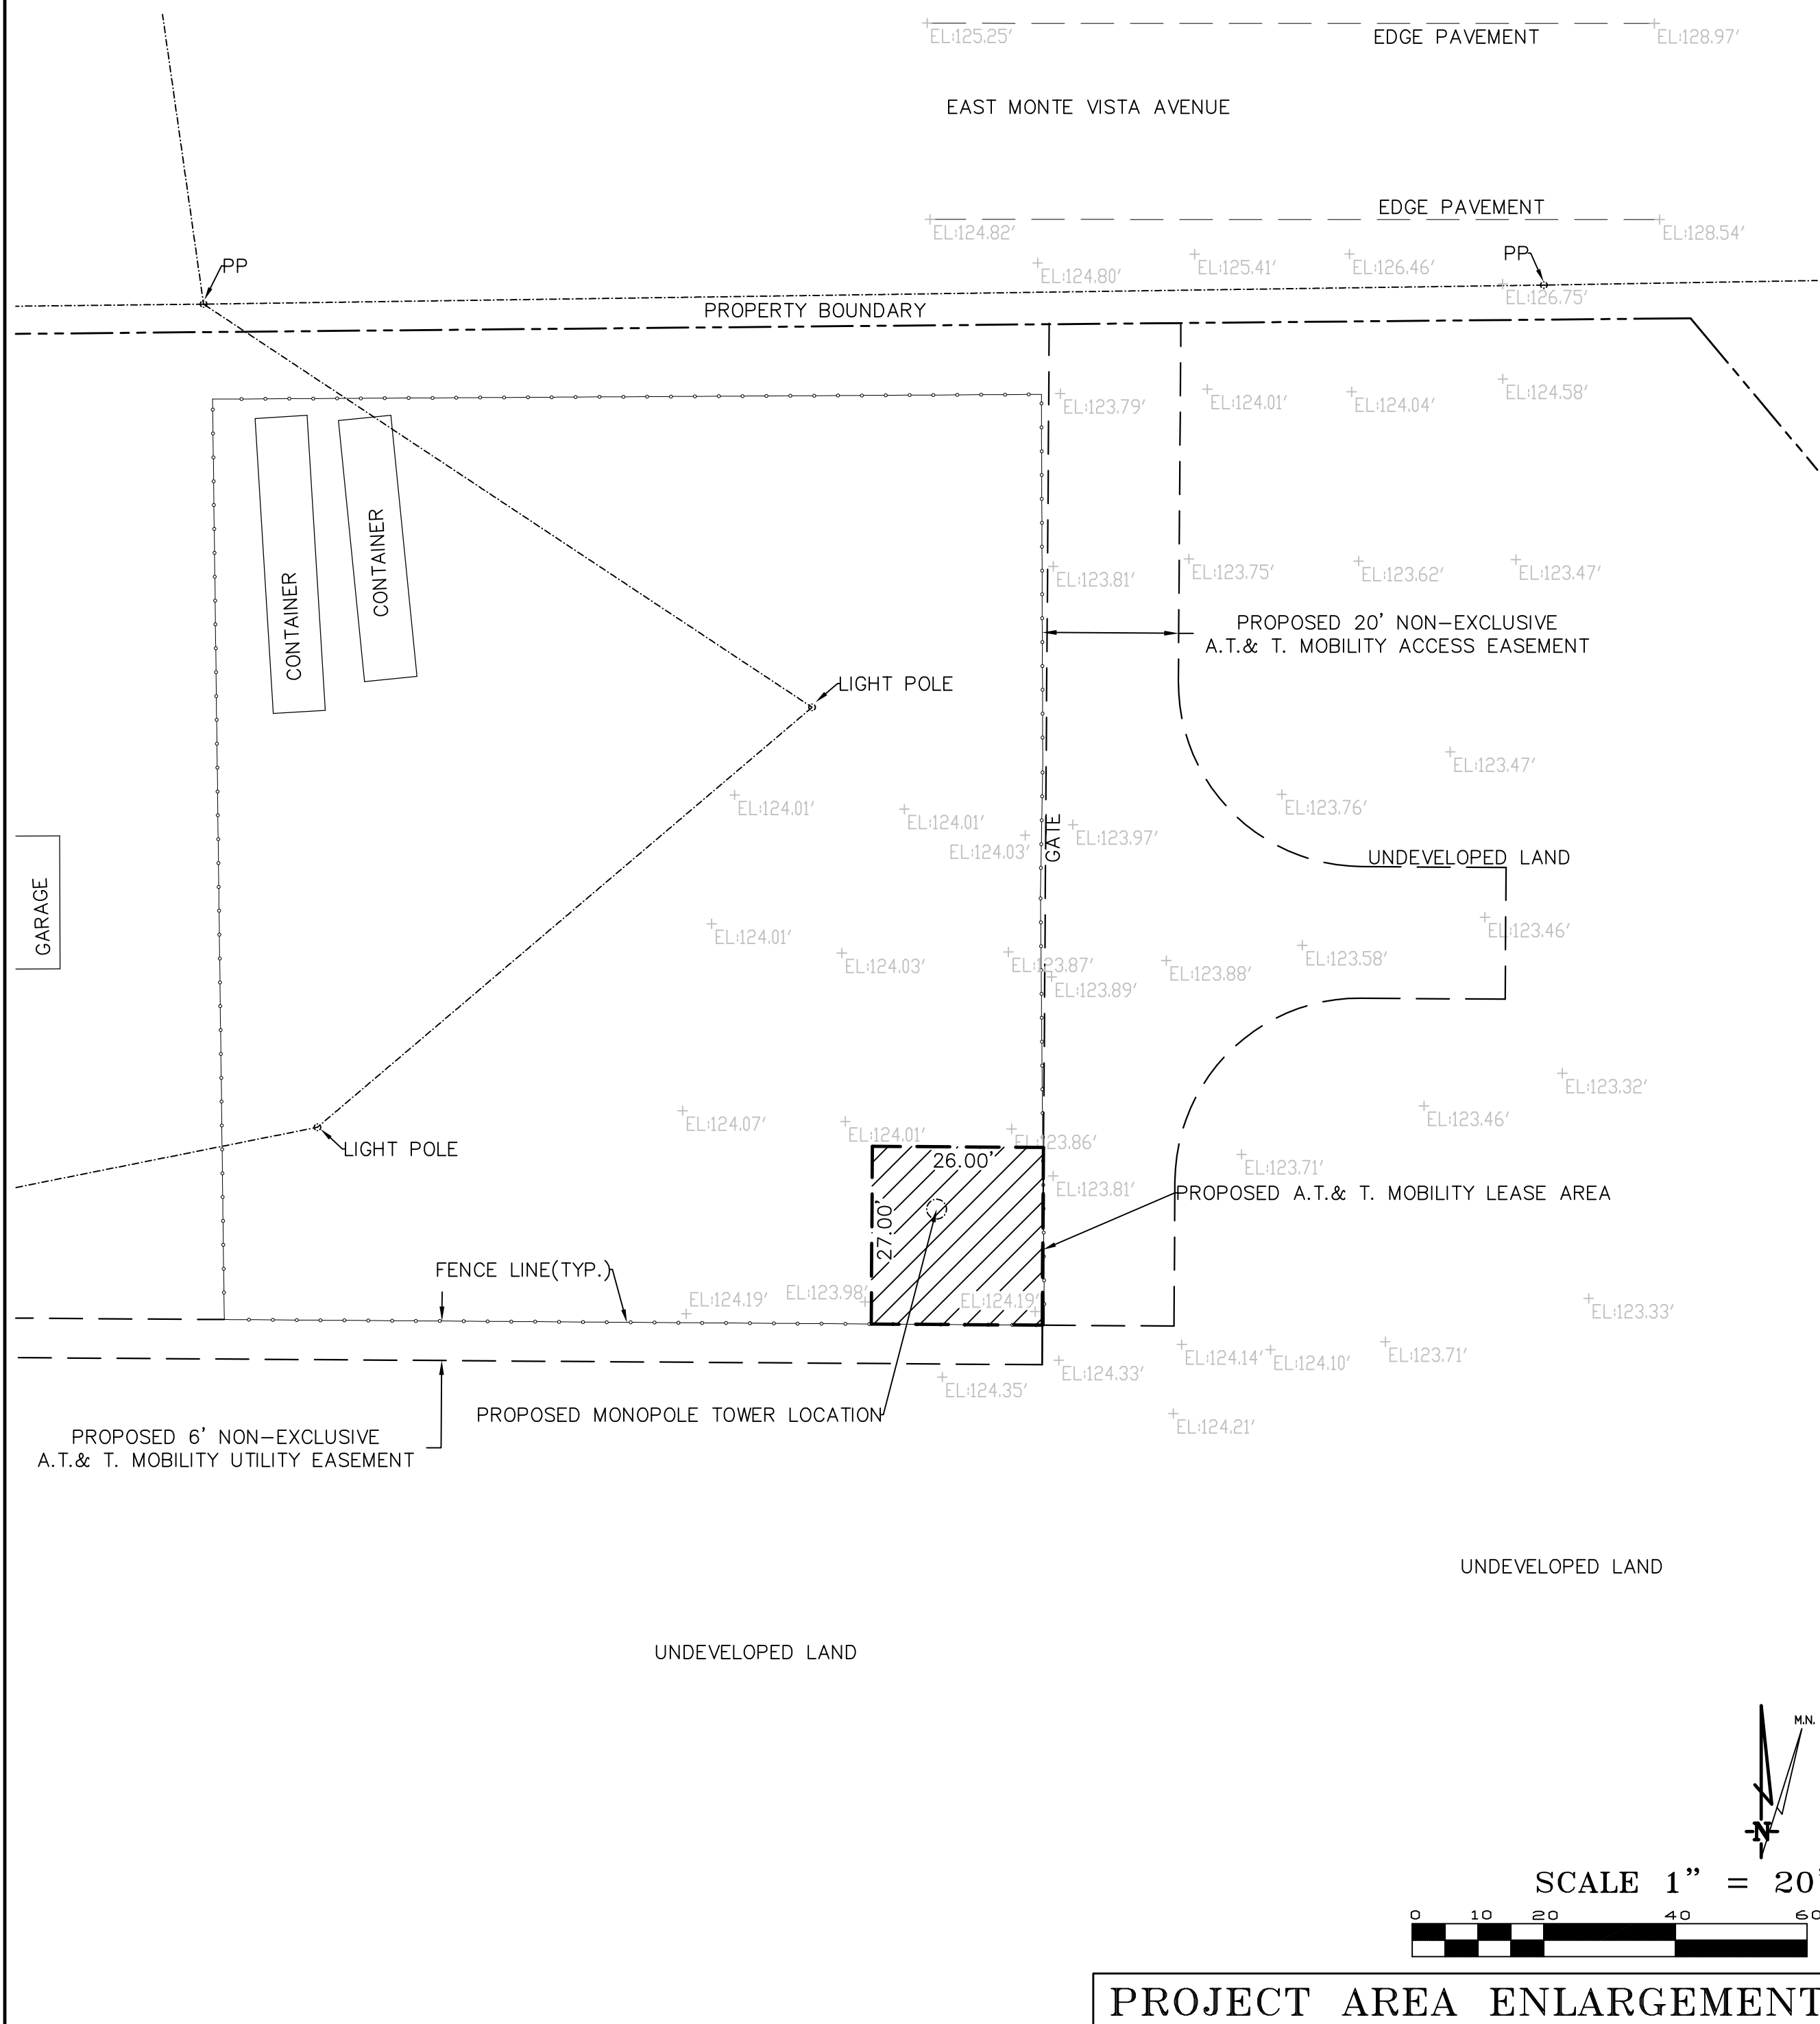 EL:125.25'
EDGE PAVEMENT
EL:128.97'
EAST MONTE VISTA AVENUE
EDGE PAVEMENT
EL:124.82'
EL:128.54'
PP
EL:124.80'
EL:125.41'
EL:126.46'
PP
EL:126.75'
PROPERTY BOUNDARY
EL:123.79'
EL:124.01'
EL:124.04'
EL:124.58'
CONTAINER
CONTAINER
EL:123.81'
EL:123.75'
EL:123.62'
EL:123.47'
PROPOSED 20' NON-EXCLUSIVE
A.T.& T. MOBILITY ACCESS EASEMENT
LIGHT POLE
EL:123.47'
EL:124.01'
EL:124.01'
EL:124.03'
GATE
EL:123.97'
EL:123.76'
UNDEVELOPED LAND
GARAGE
EL:124.01'
EL:124.03'
EL:123.87'
EL:123.89'
EL:123.88'
EL:123.58'
EL:123.46'
EL:123.32'
EL:124.07'
EL:124.01'
EL:123.86'
EL:123.46'
LIGHT POLE
26.00'
27.00'
EL:123.81'
EL:123.71'
PROPOSED A.T.& T. MOBILITY LEASE AREA
FENCE LINE(TYP.)
EL:124.19'
EL:123.98'
EL:124.19'
EL:123.33'
EL:124.35'
EL:124.33'
EL:124.14'
EL:124.10'
EL:123.71'
EL:124.21'
PROPOSED MONOPOLE TOWER LOCATION
PROPOSED 6' NON-EXCLUSIVE
A.T.& T. MOBILITY UTILITY EASEMENT
UNDEVELOPED LAND
UNDEVELOPED LAND
M.N.
N
SCALE 1" = 20'
0 10 20 40 60
PROJECT AREA ENLARGEMENT